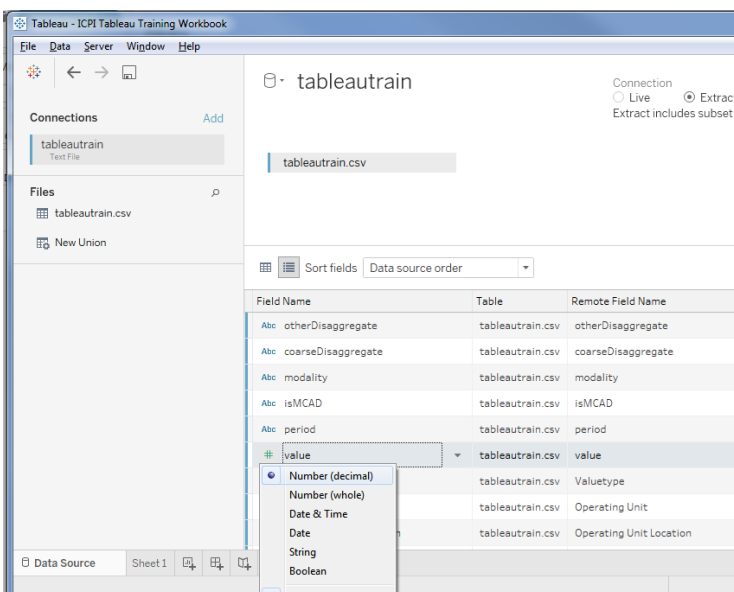 Tableau - ICPI Tableau Training Workbook
File Data Server Window Help
tableautrain
Connection
Live Extrac
Extract includes subset
Connections Add
tableautrain
Text File
tableautrain.csv
Files
tableautrain.csv
New Union
Sort fields Data source order
Field Name Table Remote Field Name
Abc otherDisaggregate tableautrain.csv otherDisaggregate
Abc coarseDisaggregate tableautrain.csv coarseDisaggregate
Abc modality tableautrain.csv modality
Abc isMCAD tableautrain.csv isMCAD
Abc period tableautrain.csv period
# value tableautrain.csv value
Number (decimal)
tableautrain.csv Valuetype
Number (whole)
Date & Time
tableautrain.csv Operating Unit
Date
tableautrain.csv Operating Unit Location
String
Boolean
Data Source Sheet 1